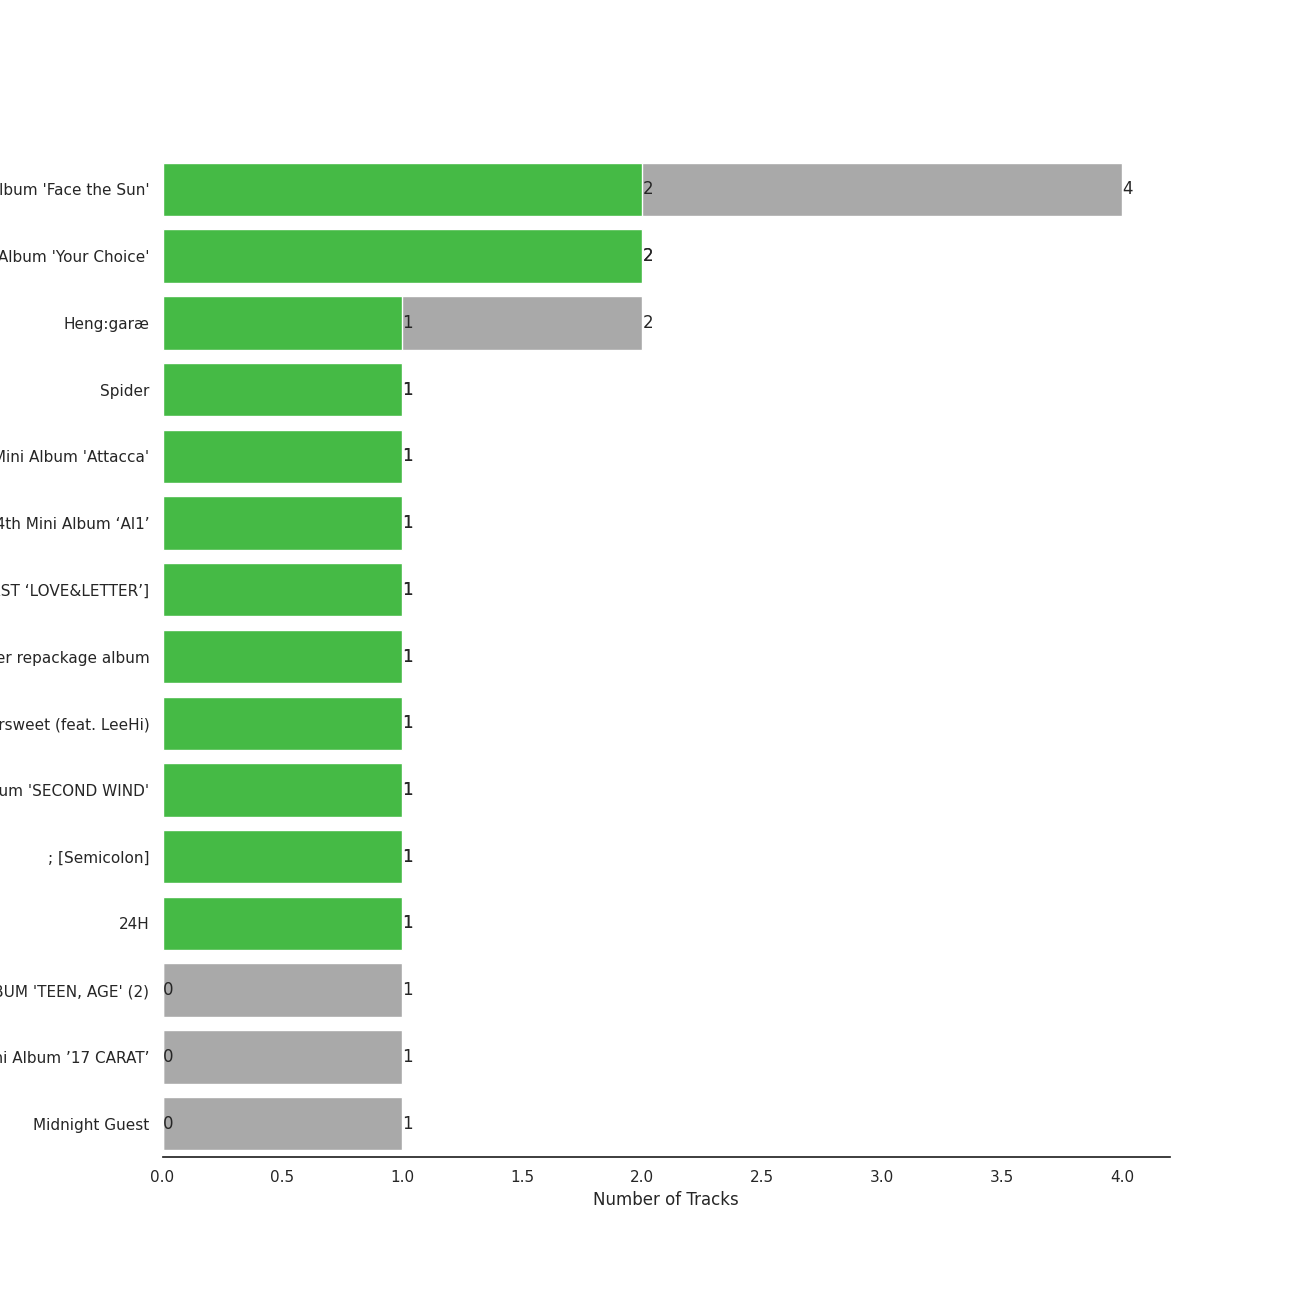 lbum 'Face the Sun' 2 4
Album 'Your Choice' 2
Heng:garæ 1 2
Spider 1
Mini Album 'Attacca' 1
4th Mini Album ‘Al1’ 1
ST ‘LOVE&LETTER’] 1
er repackage album 1
rsweet (feat. LeeHi) 1
um 'SECOND WIND' 1
; [Semicolon] 1
24H 1
BUM 'TEEN, AGE' (2) 0 1
ni Album ’17 CARAT’ 0 1
Midnight Guest 0 1
0.0 0.5 1.0 1.5 2.0 2.5 3.0 3.5 4.0
Number of Tracks